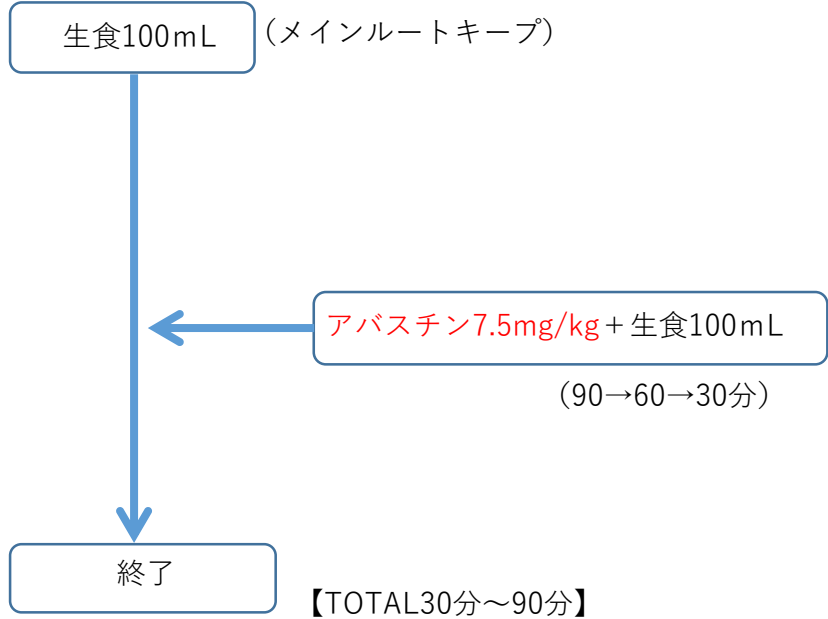 生食100mL
（メインルートキープ）
アバスチン7.5mg/kg＋生食100mL
（90→60→30分）
終了
【TOTAL30分～90分】